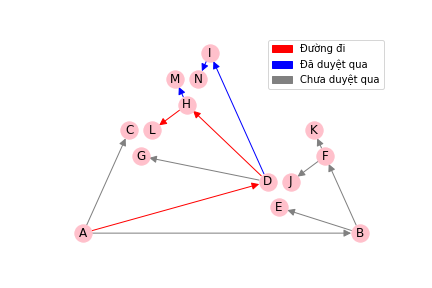 I
Đường đi
Đã duyệt qua
Chưa duyệt qua
M N
H
C L K
G F
D J
E
A B